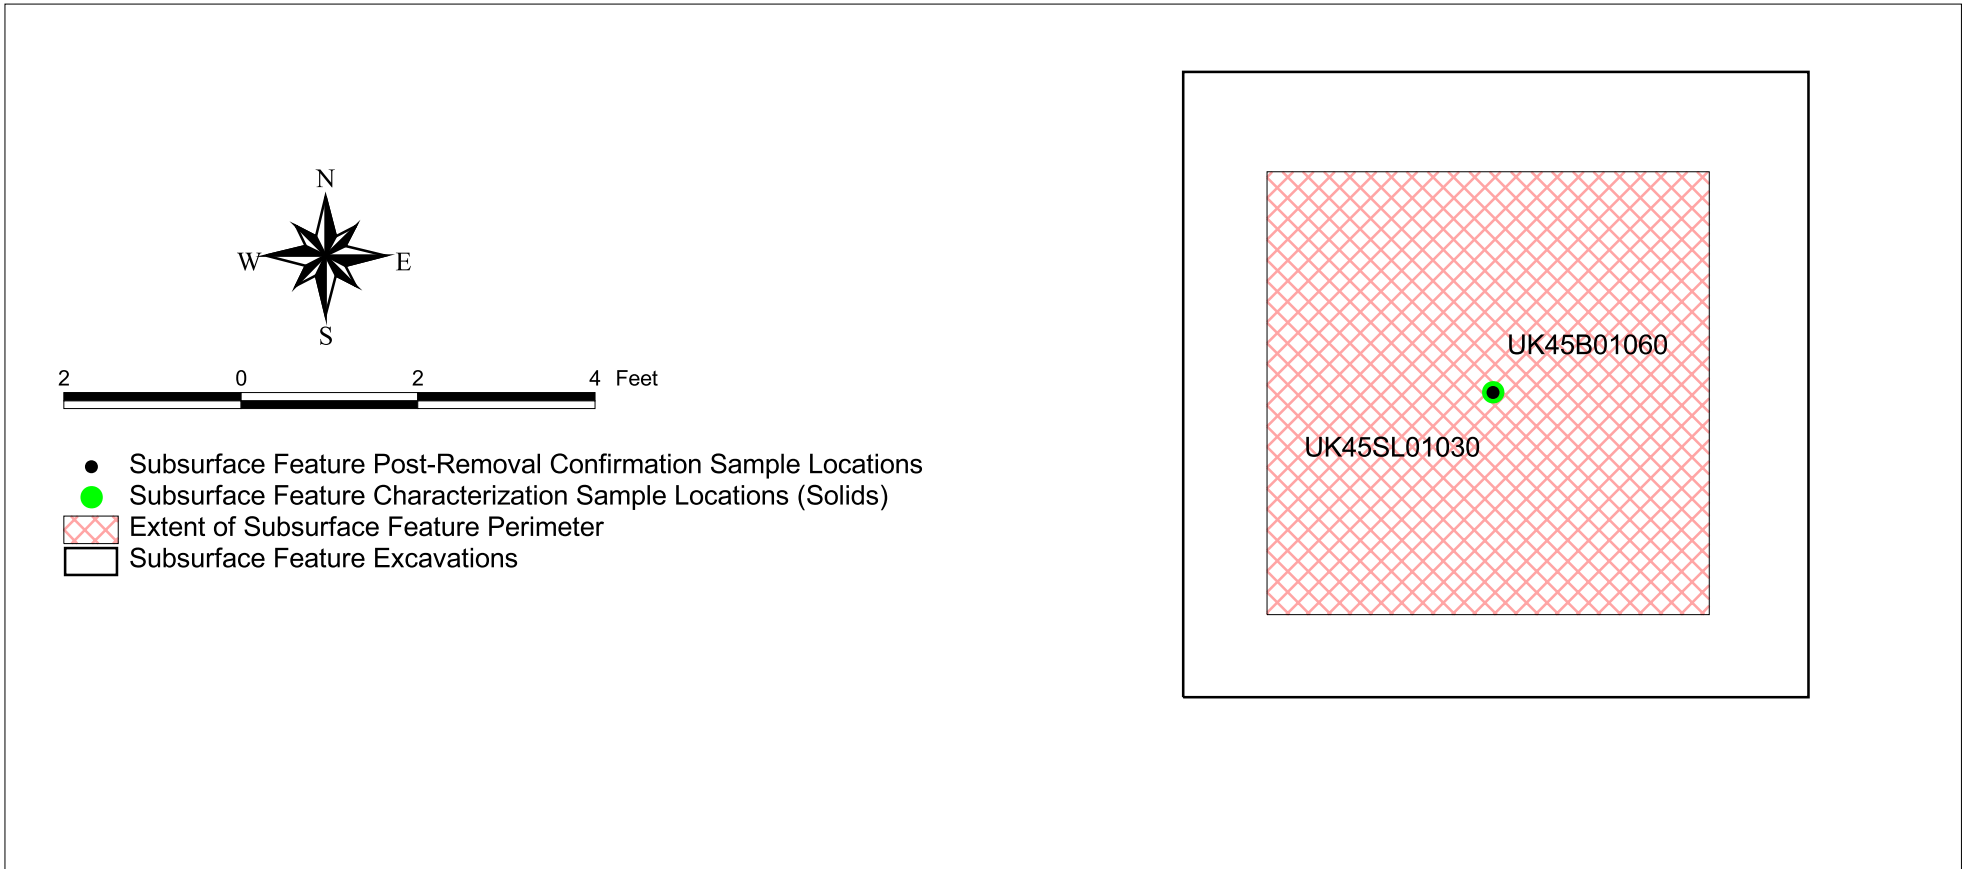 N
W E
S
2 0 2 4 Feet
Subsurface Feature Post-Removal Confirmation Sample Locations
Subsurface Feature Characterization Sample Locations (Solids)
Extent of Subsurface Feature Perimeter
Subsurface Feature Excavations
UK45B01060
UK45SL01030